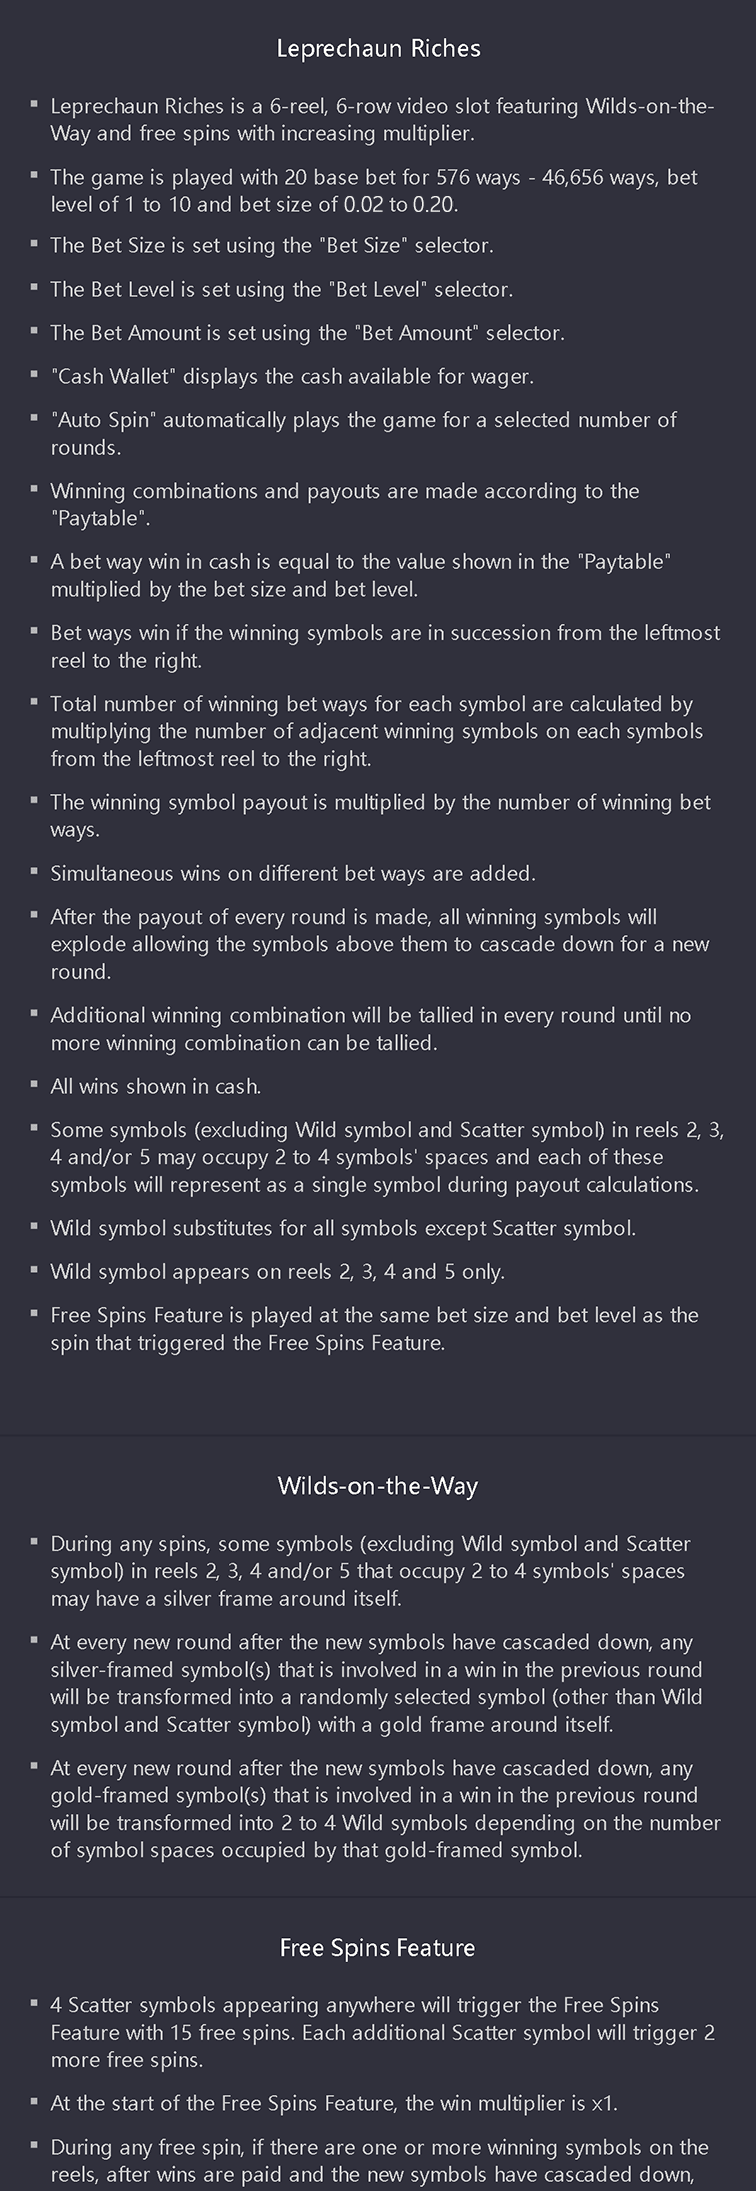 Leprechaun Riches
▪ Leprechaun Riches is a 6-reel, 6-row video slot featuring Wilds-on-the-
Way and free spins with increasing multiplier.
▪ The game is played with 20 base bet for 576 ways - 46,656 ways, bet
level of 1 to 10 and bet size of 0.02 to 0.20.
▪ The Bet Size is set using the "Bet Size" selector.
▪ The Bet Level is set using the "Bet Level" selector.
▪ The Bet Amount is set using the "Bet Amount" selector.
▪ "Cash Wallet" displays the cash available for wager.
▪ "Auto Spin" automatically plays the game for a selected number of
rounds.
▪ Winning combinations and payouts are made according to the
"Paytable".
▪ A bet way win in cash is equal to the value shown in the "Paytable"
multiplied by the bet size and bet level.
▪ Bet ways win if the winning symbols are in succession from the leftmost
reel to the right.
▪ Total number of winning bet ways for each symbol are calculated by
multiplying the number of adjacent winning symbols on each symbols
from the leftmost reel to the right.
▪ The winning symbol payout is multiplied by the number of winning bet
ways.
▪ Simultaneous wins on different bet ways are added.
▪ After the payout of every round is made, all winning symbols will
explode allowing the symbols above them to cascade down for a new
round.
▪ Additional winning combination will be tallied in every round until no
more winning combination can be tallied.
▪ All wins shown in cash.
▪ Some symbols (excluding Wild symbol and Scatter symbol) in reels 2, 3,
4 and/or 5 may occupy 2 to 4 symbols' spaces and each of these
symbols will represent as a single symbol during payout calculations.
▪ Wild symbol substitutes for all symbols except Scatter symbol.
▪ Wild symbol appears on reels 2, 3, 4 and 5 only.
▪ Free Spins Feature is played at the same bet size and bet level as the
spin that triggered the Free Spins Feature.
Wilds-on-the-Way
▪ During any spins, some symbols (excluding Wild symbol and Scatter
symbol) in reels 2, 3, 4 and/or 5 that occupy 2 to 4 symbols' spaces
may have a silver frame around itself.
▪ At every new round after the new symbols have cascaded down, any
silver-framed symbol(s) that is involved in a win in the previous round
will be transformed into a randomly selected symbol (other than Wild
symbol and Scatter symbol) with a gold frame around itself.
▪ At every new round after the new symbols have cascaded down, any
gold-framed symbol(s) that is involved in a win in the previous round
will be transformed into 2 to 4 Wild symbols depending on the number
of symbol spaces occupied by that gold-framed symbol.
Free Spins Feature
▪ 4 Scatter symbols appearing anywhere will trigger the Free Spins
Feature with 15 free spins. Each additional Scatter symbol will trigger 2
more free spins.
▪ At the start of the Free Spins Feature, the win multiplier is x1.
▪ During any free spin, if there are one or more winning symbols on the
reels, after wins are paid and the new symbols have cascaded down,